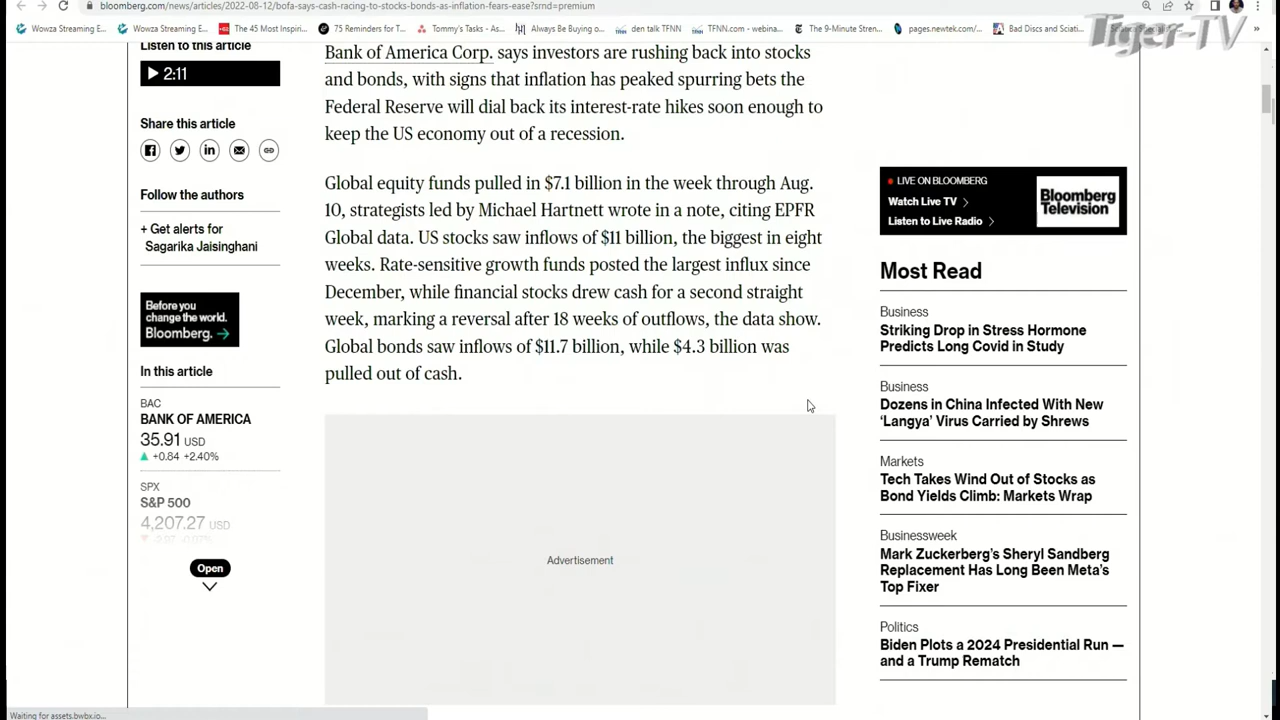 bloomberg.com/news/articles/2022-08-12/bofa-says-cash-racing-to-stocks-bonds-as-inflation-fears-ease?srnd=premium
Wowza Streaming E... Wowza Streaming E... The 45 Most Inspiri... 75 Reminders for T... Tommy's Tasks - As... Always Be Buying o... den talk TFNN TFNN.com - webina... The 9-Minute Stren... pages.newtek.com/... Bad Discs and Sciati... »
Tiger-TV
Listen to this article
2:11
Share this article
Follow the authors
+ Get alerts for
Sagarika Jaisinghani
Before you
change the world.
Bloomberg. →
In this article
BAC
BANK OF AMERICA
35.91 USD
+0.84 +2.40%
SPX
S&P 500
4,207.27 USD
Open
Bank of America Corp. says investors are rushing back into stocks
and bonds, with signs that inflation has peaked spurring bets the
Federal Reserve will dial back its interest-rate hikes soon enough to
keep the US economy out of a recession.
Global equity funds pulled in $7.1 billion in the week through Aug.
10, strategists led by Michael Hartnett wrote in a note, citing EPFR
Global data. US stocks saw inflows of $11 billion, the biggest in eight
weeks. Rate-sensitive growth funds posted the largest influx since
December, while financial stocks drew cash for a second straight
week, marking a reversal after 18 weeks of outflows, the data show.
Global bonds saw inflows of $11.7 billion, while $4.3 billion was
pulled out of cash.
Advertisement
LIVE ON BLOOMBERG
Watch Live TV
Listen to Live Radio
Bloomberg
Television
Most Read
Business
Striking Drop in Stress Hormone
Predicts Long Covid in Study
Business
Dozens in China Infected With New
‘Langya’ Virus Carried by Shrews
Markets
Tech Takes Wind Out of Stocks as
Bond Yields Climb: Markets Wrap
Businessweek
Mark Zuckerberg’s Sheryl Sandberg
Replacement Has Long Been Meta’s
Top Fixer
Politics
Biden Plots a 2024 Presidential Run —
and a Trump Rematch
Waiting for assets.bwbx.io...